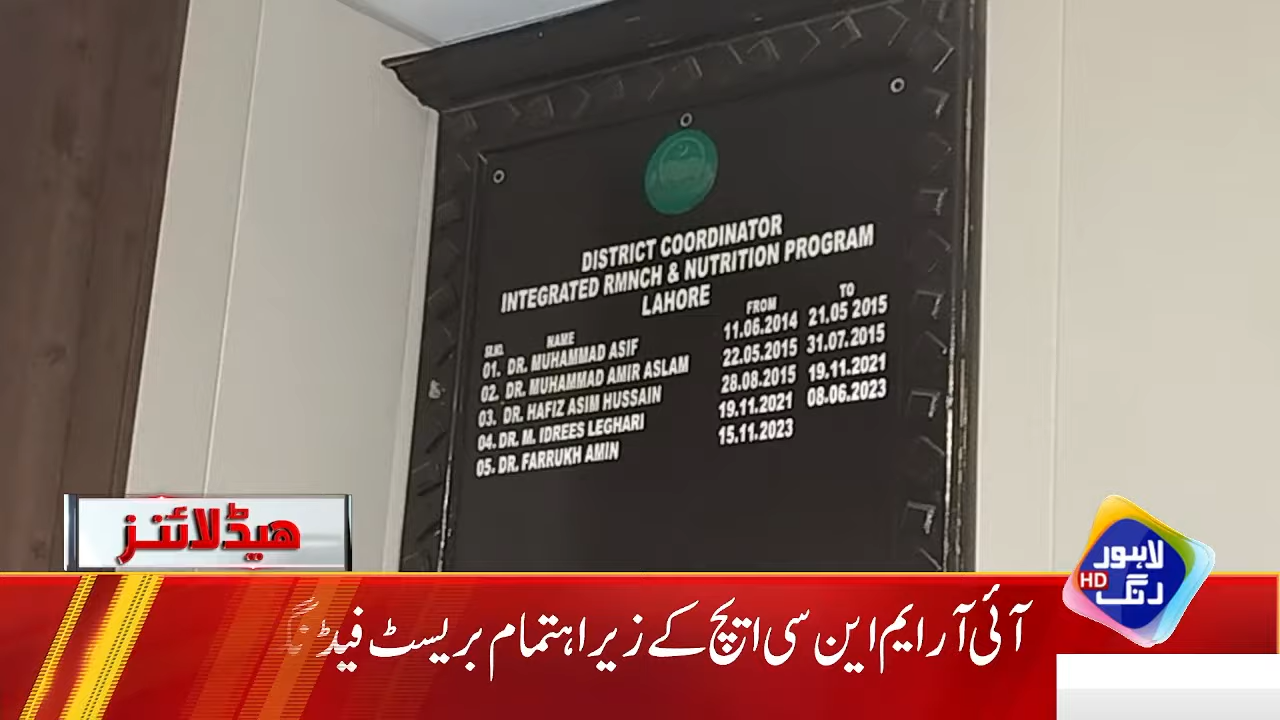 DISTRICT COORDINATOR
INTEGRATED RMNCH & NUTRITION PROGRAM
LAHORE
SR.NO. NAME FROM TO
01. DR. MUHAMMAD ASIF 11.06.2014 21.05 2015
02. DR. MUHAMMAD AMIR ASLAM 22.05.2015 31.07.2015
03. DR. HAFIZ ASIM HUSSAIN 28.08.2015 19.11.2021
04. DR. M. IDREES LEGHARI 19.11.2021 08.06.2023
05. DR. FARRUKH AMIN 15.11.2023
ہیڈلائنز
لاہور
رنگ HD
آئی آر ایم این سی ایچ کے زیر اہتمام بریسٹ فیڈنگ